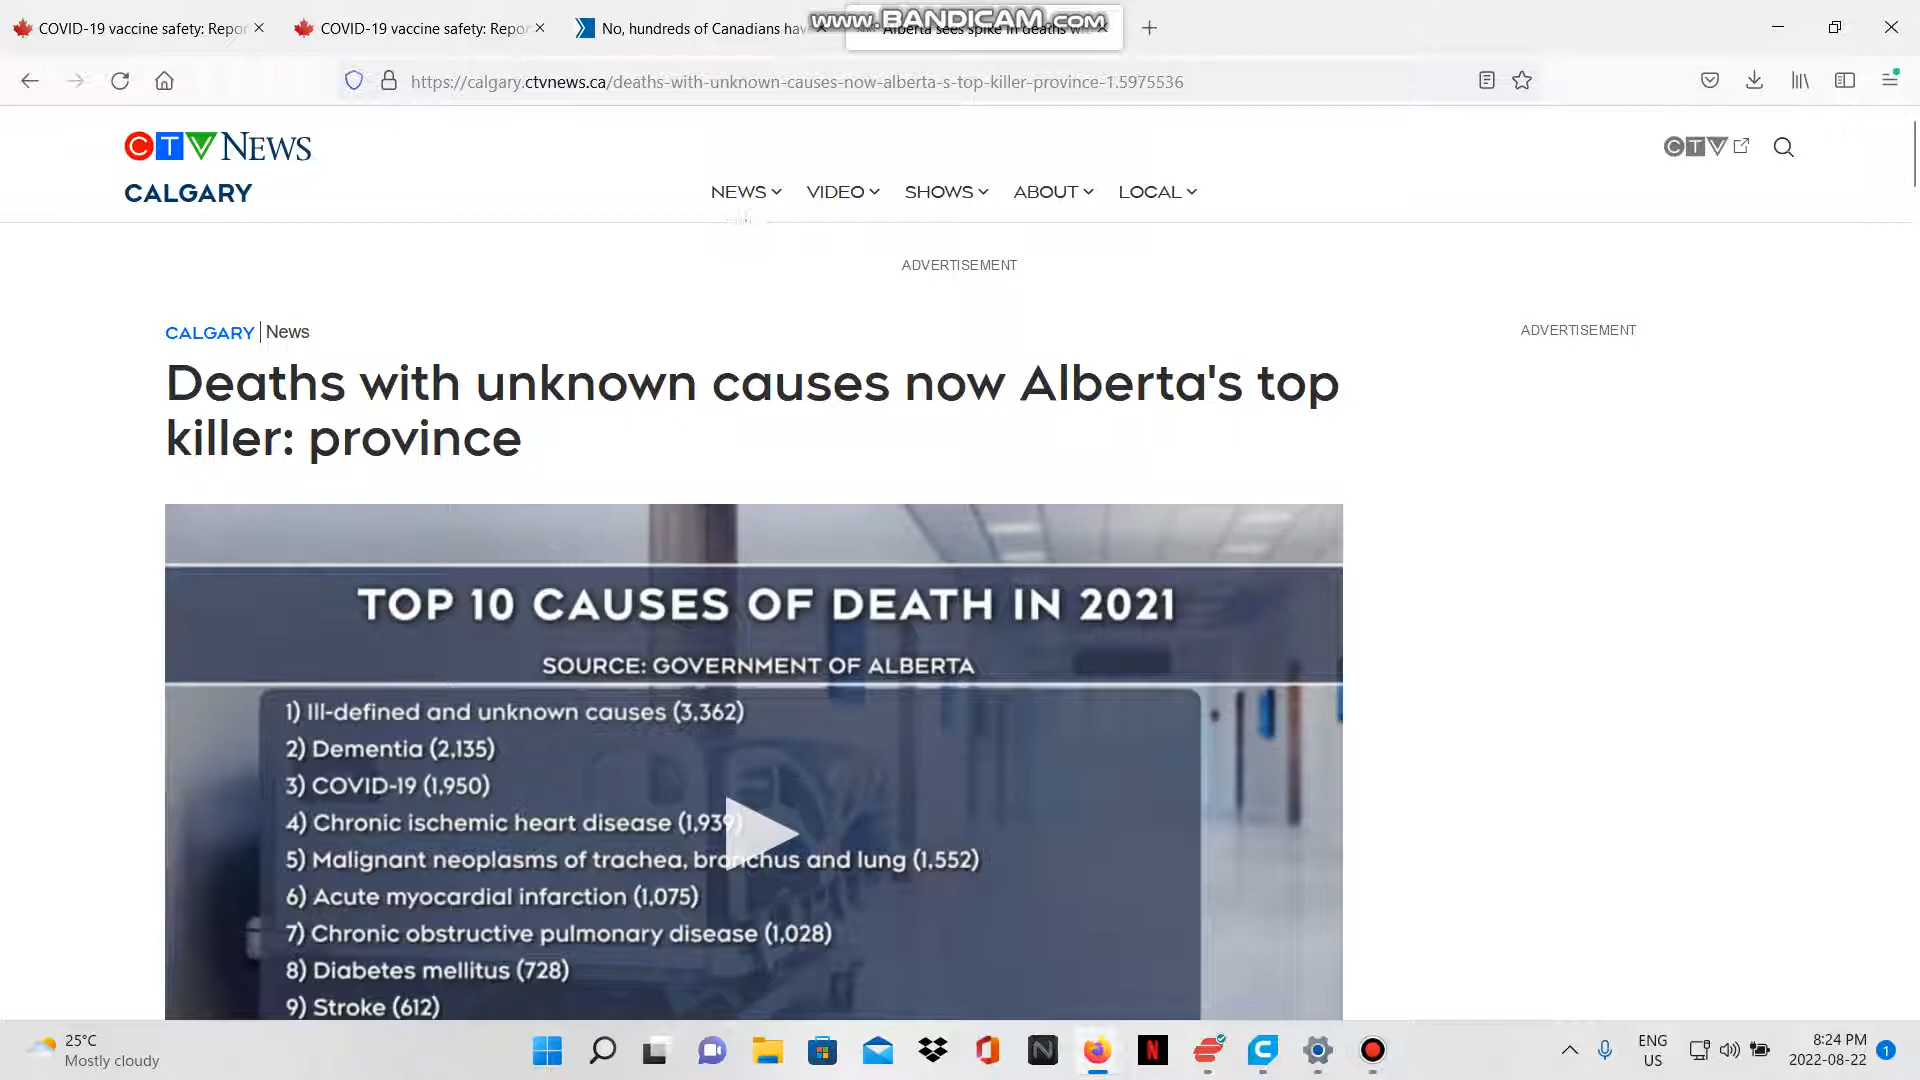 www.BANDICAM.com
COVID-19 vaccine safety: Repor
COVID-19 vaccine safety: Repor
No, hundreds of Canadians hav
Alberta sees spike in deaths
https://calgary.ctvnews.ca/deaths-with-unknown-causes-now-alberta-s-top-killer-province-1.5975536
CTV NEWS
CTV
CALGARY
NEWS VIDEO SHOWS ABOUT LOCAL
ADVERTISEMENT
CALGARY | News
ADVERTISEMENT
Deaths with unknown causes now Alberta's top
killer: province
TOP 10 CAUSES OF DEATH IN 2021
SOURCE: GOVERNMENT OF ALBERTA
1) Ill-defined and unknown causes (3,362)
2) Dementia (2,135)
3) COVID-19 (1,950)
4) Chronic ischemic heart disease (1,939)
5) Malignant neoplasms of trachea, bronchus and lung (1,552)
6) Acute myocardial infarction (1,075)
7) Chronic obstructive pulmonary disease (1,028)
8) Diabetes mellitus (728)
9) Stroke (612)
25°C
Mostly cloudy
ENG
US
8:24 PM
2022-08-22
1